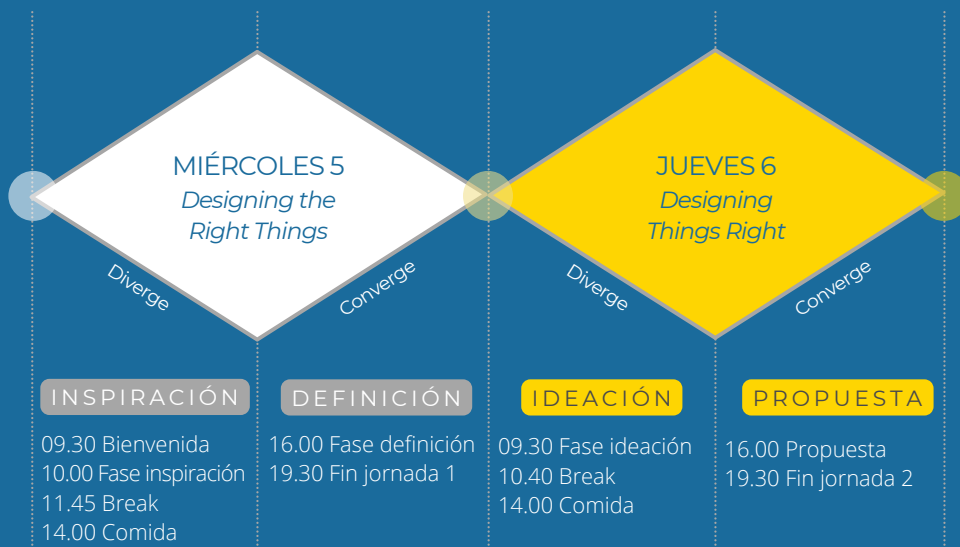 MIÉRCOLES 5
Designing the
Right Things
Diverge
Converge
JUEVES 6
Designing
Things Right
Diverge
Converge
INSPIRACIÓN
09.30 Bienvenida
10.00 Fase inspiración
11.45 Break
14.00 Comida
DEFINICIÓN
16.00 Fase definición
19.30 Fin jornada 1
IDEACIÓN
09.30 Fase ideación
10.40 Break
14.00 Comida
PROPUESTA
16.00 Propuesta
19.30 Fin jornada 2